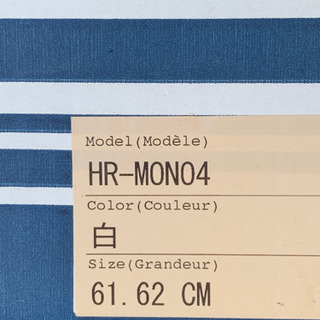 Model(Modèle)
HR-MONO4
Color(Couleur)
白
Size(Grandeur)
61.62 CM